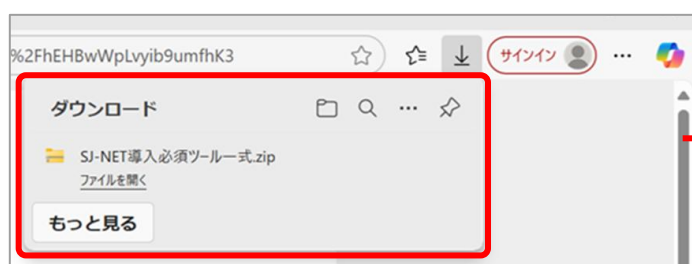 %2FhEHBwWpLvyib9umfhK3
サインイン
ダウンロード
SJ-NET導入必須ツール一式.zip
ファイルを開く
もっと見る